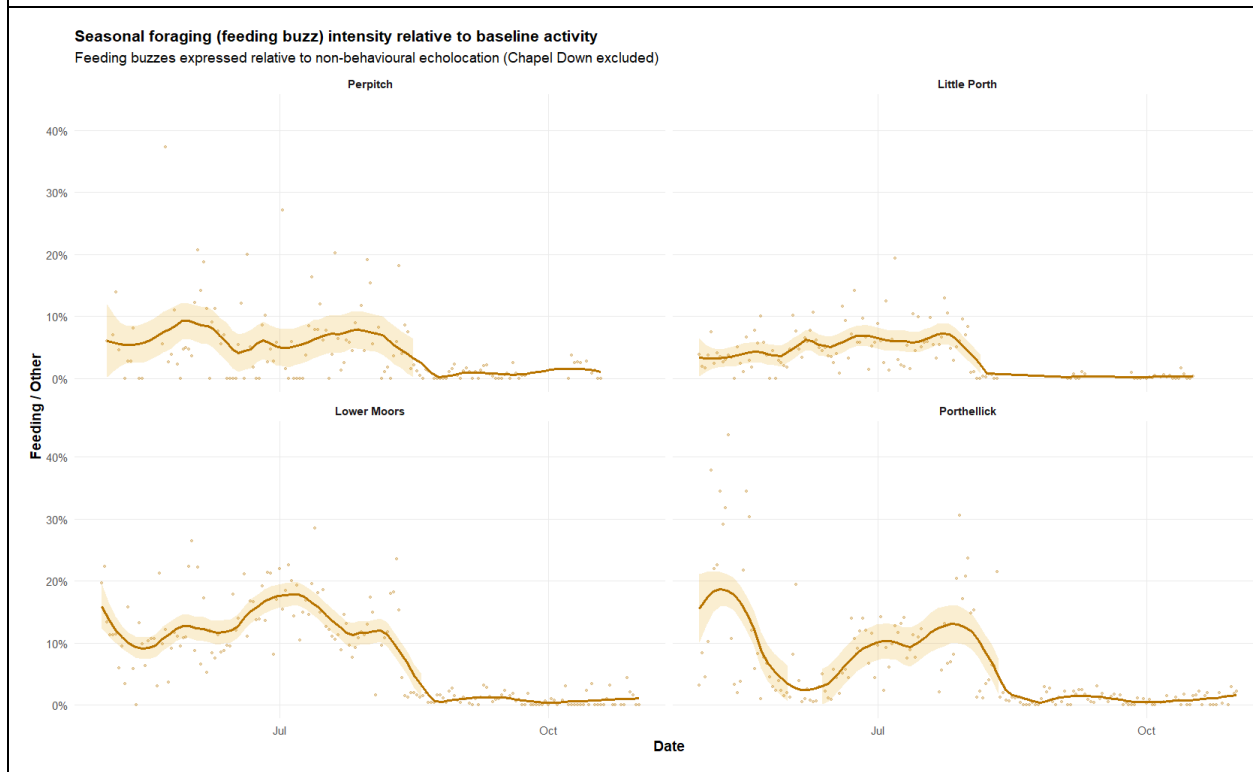 Seasonal foraging (feeding buzz) intensity relative to baseline activity
Feeding buzzes expressed relative to non-behavioural echolocation (Chapel Down excluded)
Perpitch
Little Porth
40%
30%
20%
10%
0%
Lower Moors
Porthellick
40%
30%
20%
10%
0%
Feeding / Other
Jul
Oct
Jul
Oct
Date